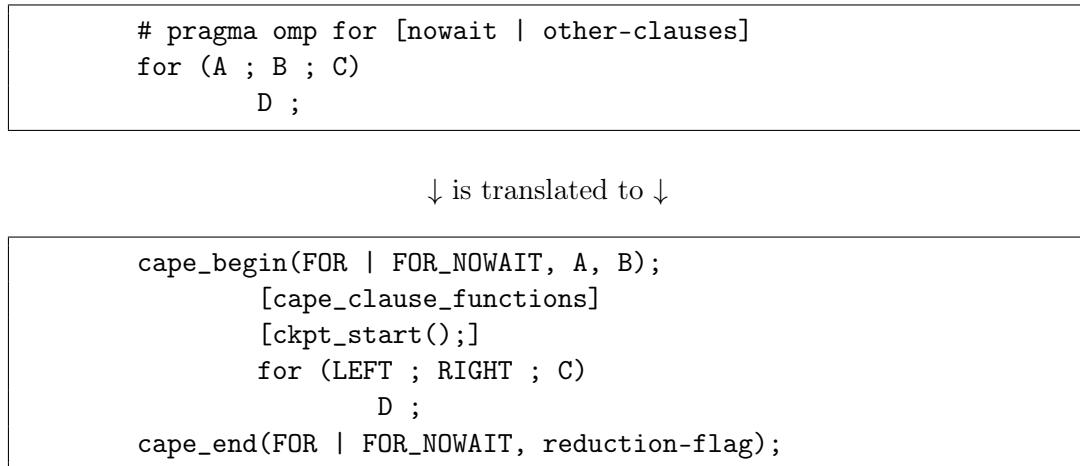 # pragma omp for [nowait | other-clauses]
for (A ; B ; C)
D ;
↓ is translated to ↓
cape_begin(FOR | FOR_NOWAIT, A, B);
[cape_clause_functions]
[ckpt_start();]
for (LEFT ; RIGHT ; C)
D ;
cape_end(FOR | FOR_NOWAIT, reduction-flag);